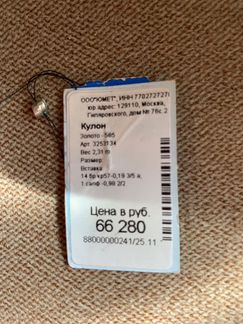 ООО"ЮМЕТ", ИНН 7702727270
юр адрес: 129110, Москва,
Гиляровского, дом № 76с.2
Кулон
Золото - 585
Арт. 3253134
Вес 2,31 гр
Размер
Вставка
14 бр кр57-0,19 3/5 а,
1 сапф -0,98 2/2
Цена в руб.
66 280
88000000241/25.11